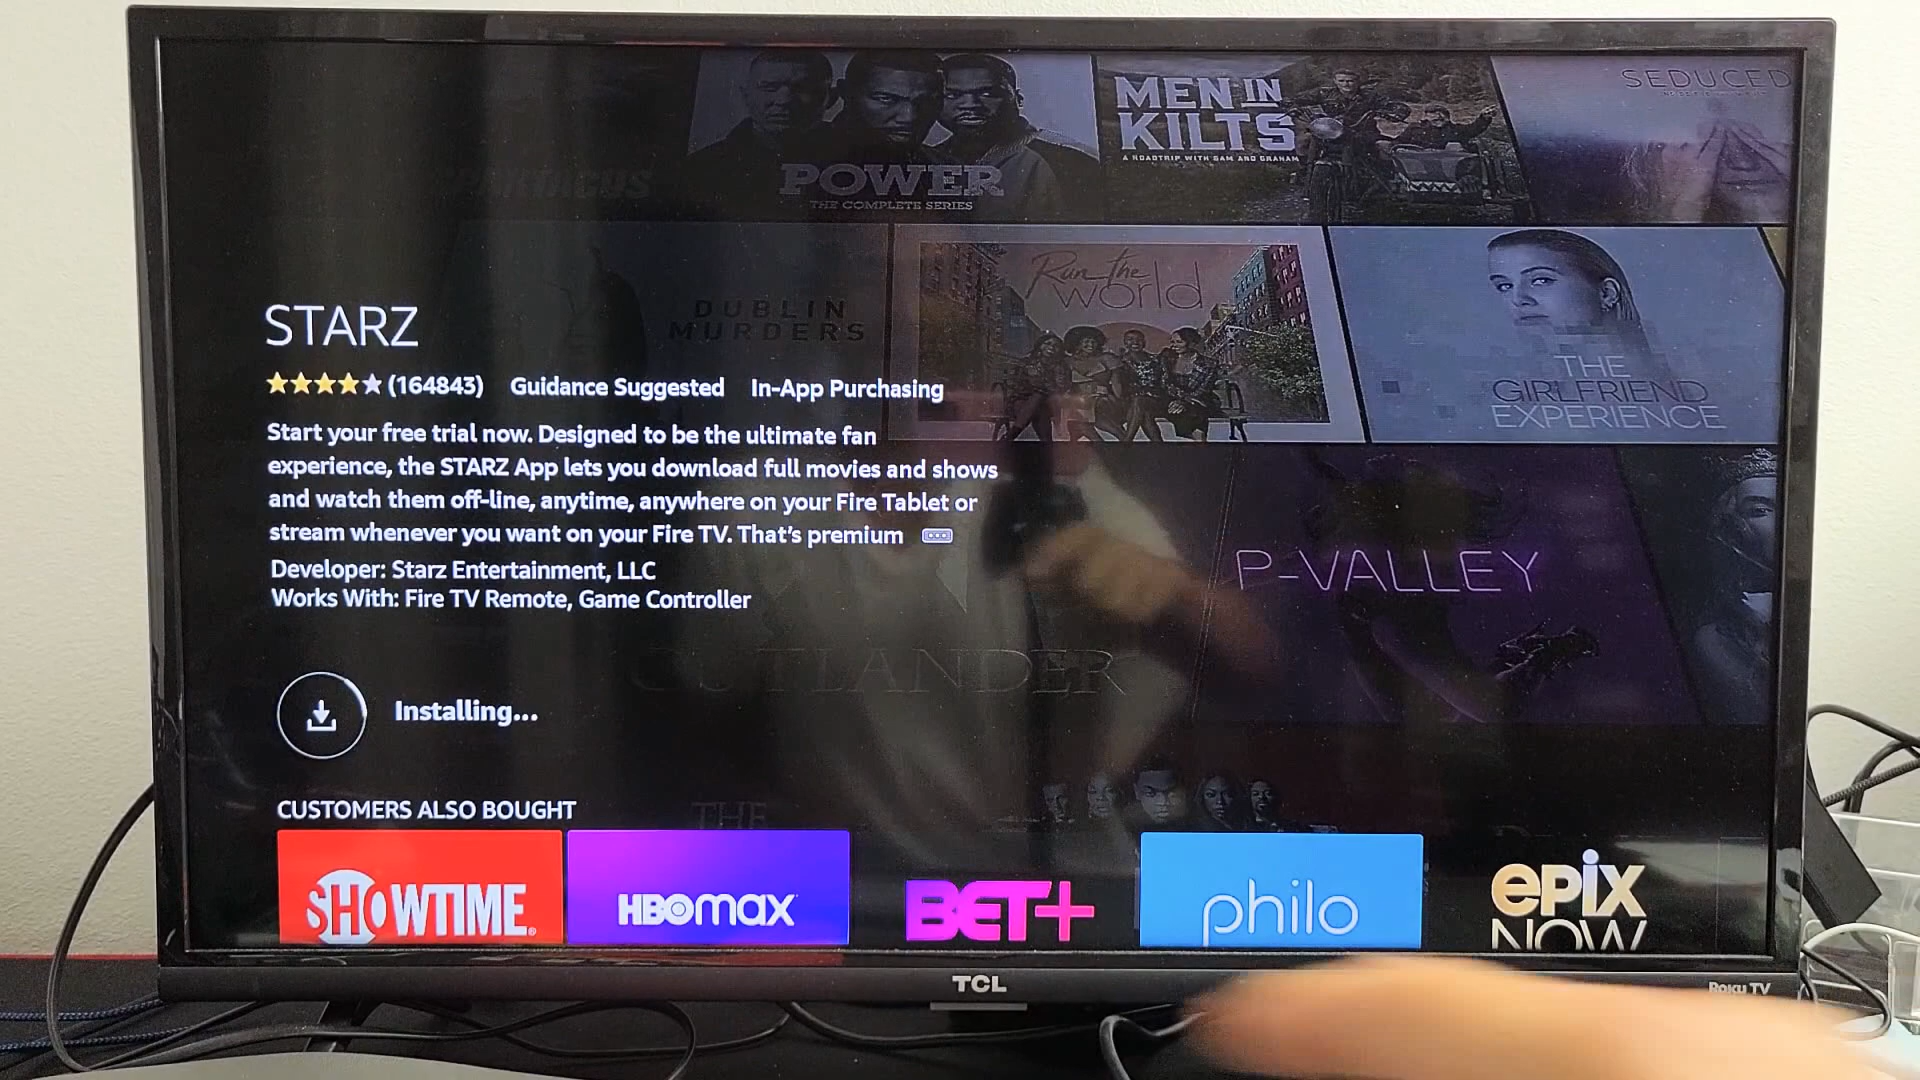 SEDUCED
MEN IN
KILTS
A ROADTRIP WITH SAM AND GRAHAM
POWER
THE COMPLETE SERIES
Run the
World
DUBLIN
MURDERS
THE
GIRLFRIEND
EXPERIENCE
STARZ
(164843) Guidance Suggested In-App Purchasing
Start your free trial now. Designed to be the ultimate fan
experience, the STARZ App lets you download full movies and shows
and watch them off-line, anytime, anywhere on your Fire Tablet or
stream whenever you want on your Fire TV. That's premium
Developer: Starz Entertainment, LLC
Works With: Fire TV Remote, Game Controller
P-VALLEY
OUTLANDER
Installing...
THE
CUSTOMERS ALSO BOUGHT
SHOWTIME
HBOmax
BET+
philo
epix
NOW
TCL
Roku TV